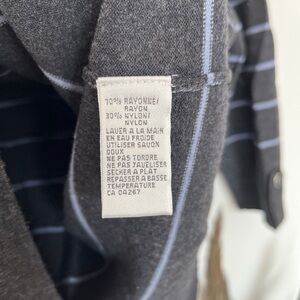 70% RAYONNE/
RAYON
30% NYLON/
NYLON
LAVER A LA MAIN
EN EAU FROIDE
UTILISER SAVON
DOUX
NE PAS TORDRE
NE PAS JAVELISER
SECHER A PLAT
REPASSER A BASSE
TEMPERATURE
CA 04267